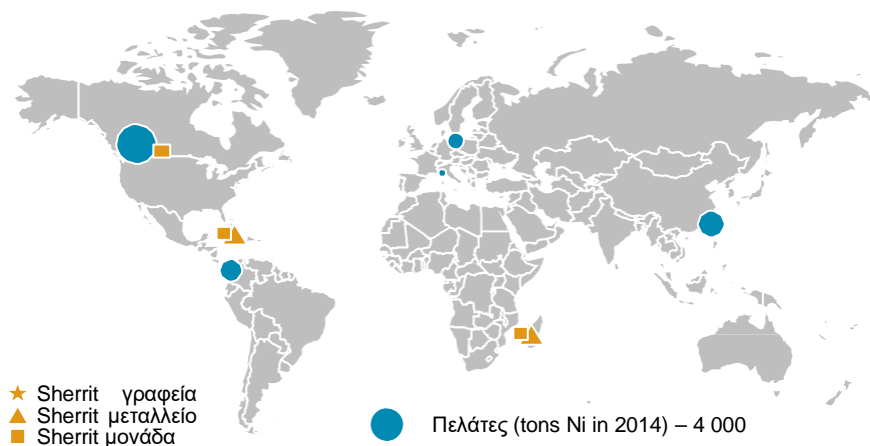 Sherrit γραφεία
Sherrit μεταλλείο
Sherrit μονάδα
Πελάτες (tons Ni in 2014) – 4 000